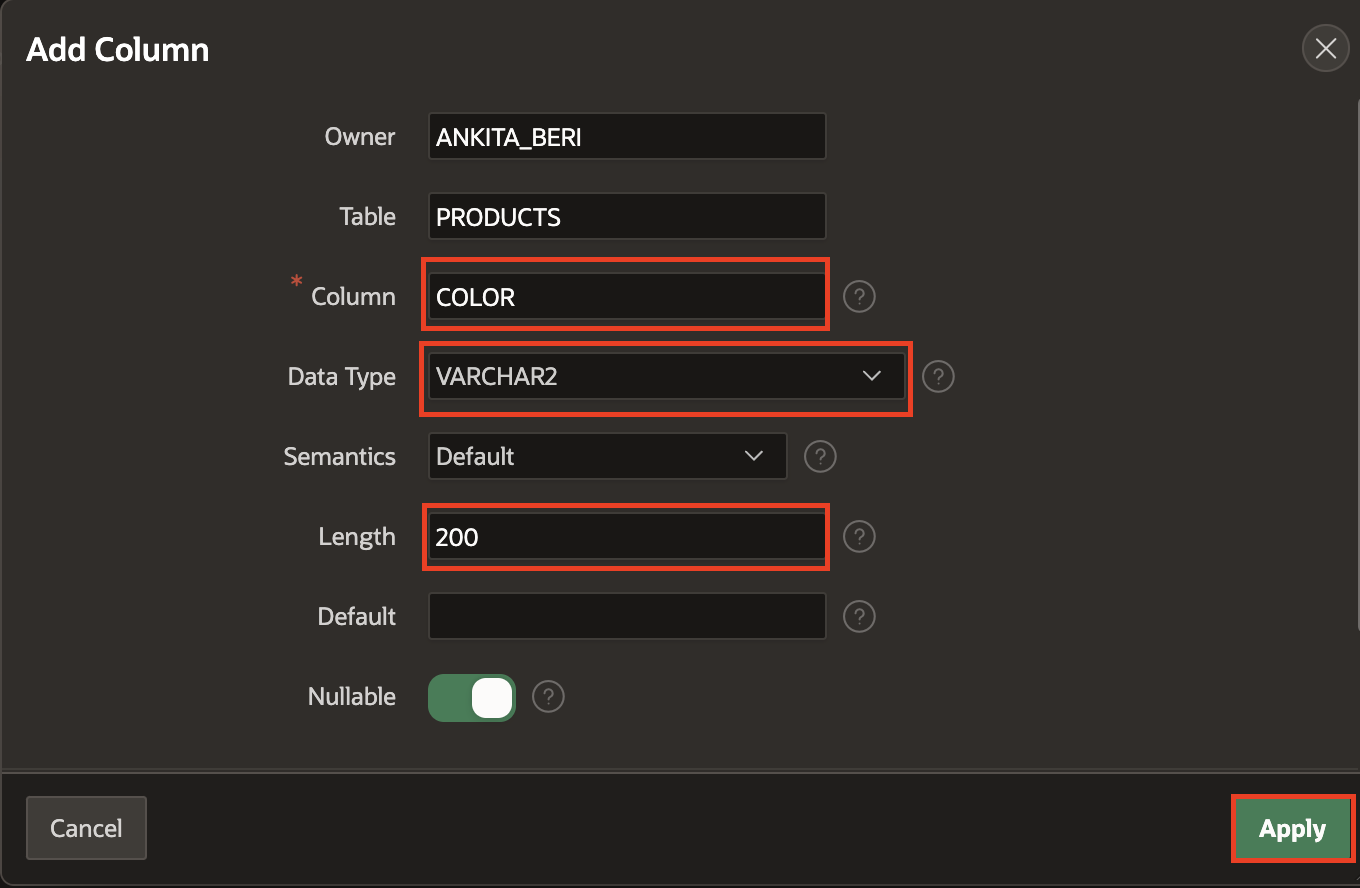 Add Column
Owner ANKITA_BERI
Table PRODUCTS
* Column COLOR ?
Data Type VARCHAR2 ?
Semantics Default ?
Length 200 ?
Default ?
Nullable ?
Cancel Apply